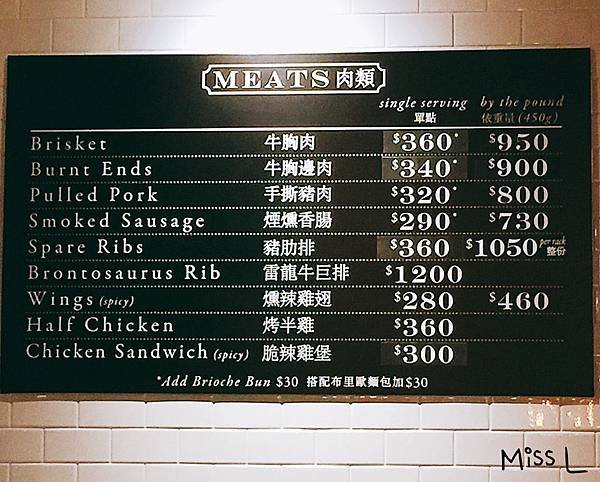 MEATS 肉類
single serving by the pound
單點 依重量 (450g)
Brisket 牛胸肉 $360* $950
Burnt Ends 牛胸邊肉 $340* $900
Pulled Pork 手撕豬肉 $320* $800
Smoked Sausage 煙燻香腸 $290* $730
Spare Ribs 豬肋排 $360 $1050 per rack 整份
Brontosaurus Rib 雷龍牛巨排 $1200
Wings (spicy) 燻辣雞翅 $280 $460
Half Chicken 烤半雞 $360
Chicken Sandwich (spicy) 脆辣雞堡 $300
*Add Brioche Bun $30 搭配布里歐麵包加$30
Miss L